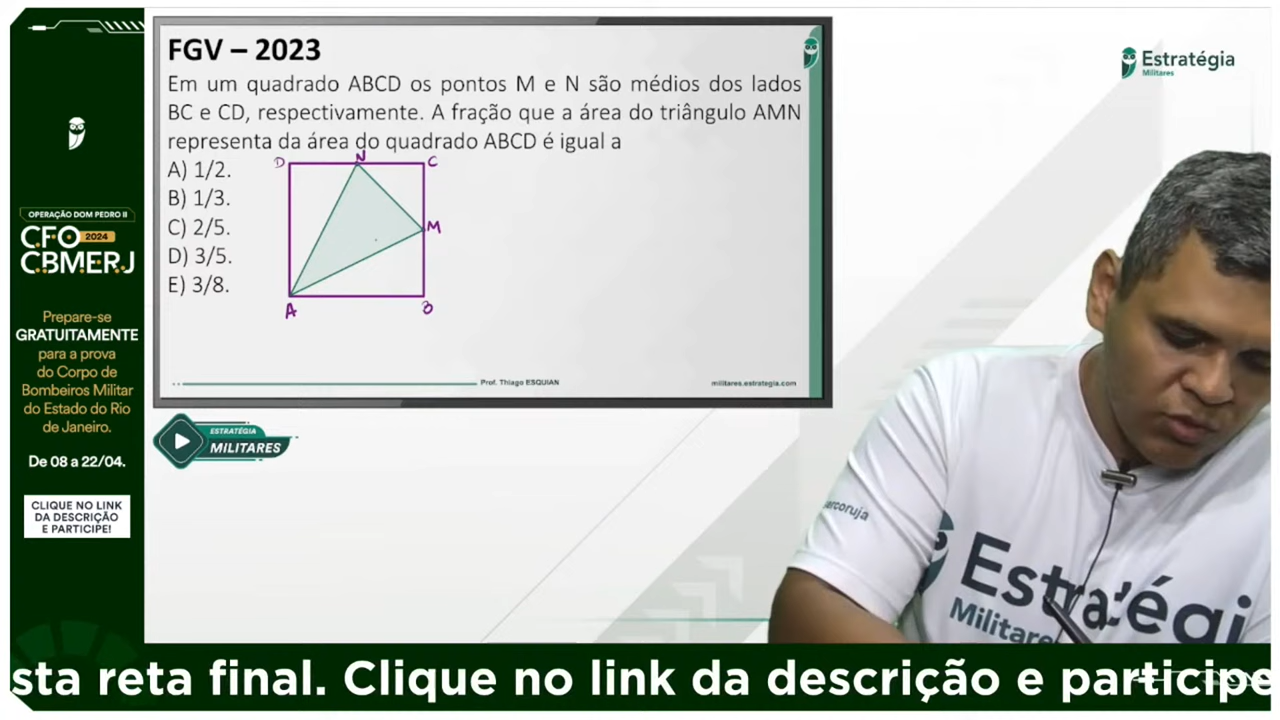 FGV – 2023
Em um quadrado ABCD os pontos M e N são médios dos lados
BC e CD, respectivamente. A fração que a área do triângulo AMN
representa da área do quadrado ABCD é igual a
A) 1/2.
B) 1/3.
C) 2/5.
D) 3/5.
E) 3/8.
D N C
M
A B
Prof. Thiago ESQUIAN
militares.estrategia.com
Estratégia
Militares
OPERAÇÃO DOM PEDRO II
CFO 2024
CBMERJ
Prepare-se
GRATUITAMENTE
para a prova
do Corpo de
Bombeiros Militar
do Estado do Rio
de Janeiro.
De 08 a 22/04.
CLIQUE NO LINK
DA DESCRIÇÃO
E PARTICIPE!
ESTRATÉGIA
MILITARES
arcoruja
Estratégi
Militare
sta reta final. Clique no link da descrição e participe